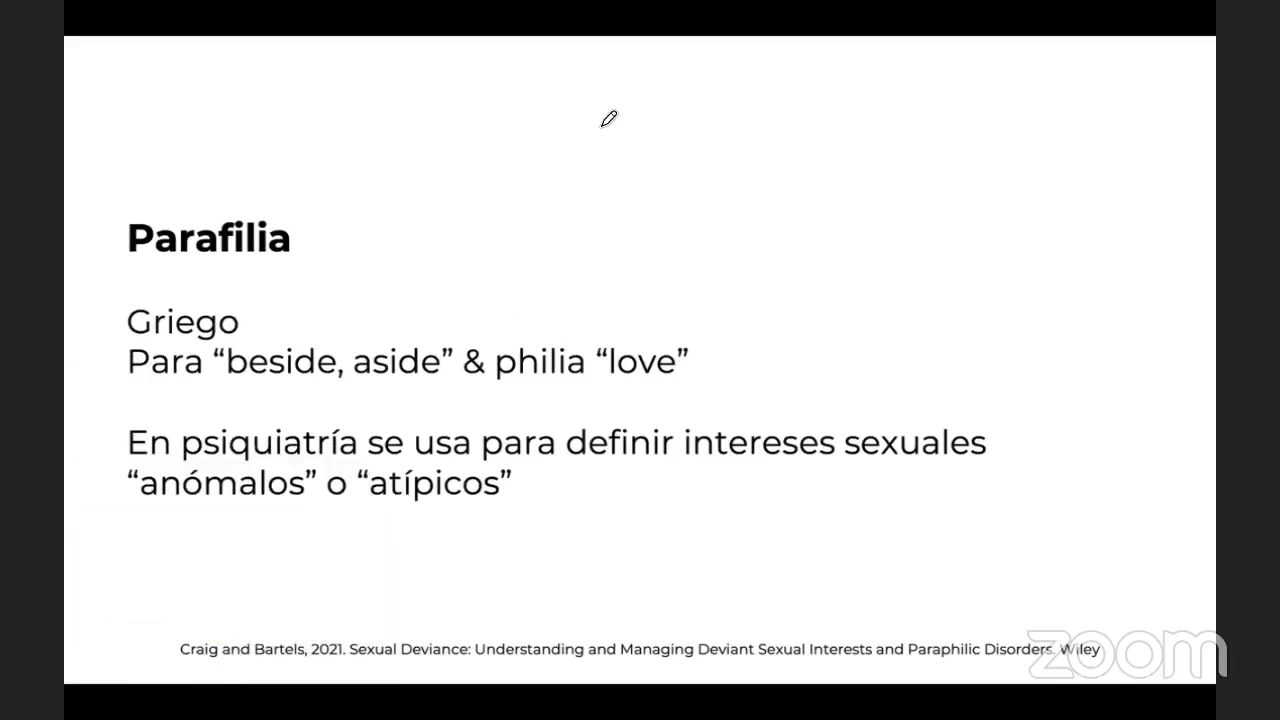 Parafilia
Griego
Para “beside, aside” & philia “love”
En psiquiatría se usa para definir intereses sexuales
“anómalos” o “atípicos”
Craig and Bartels, 2021. Sexual Deviance: Understanding and Managing Deviant Sexual Interests and Paraphilic Disorders. Wiley
zoom